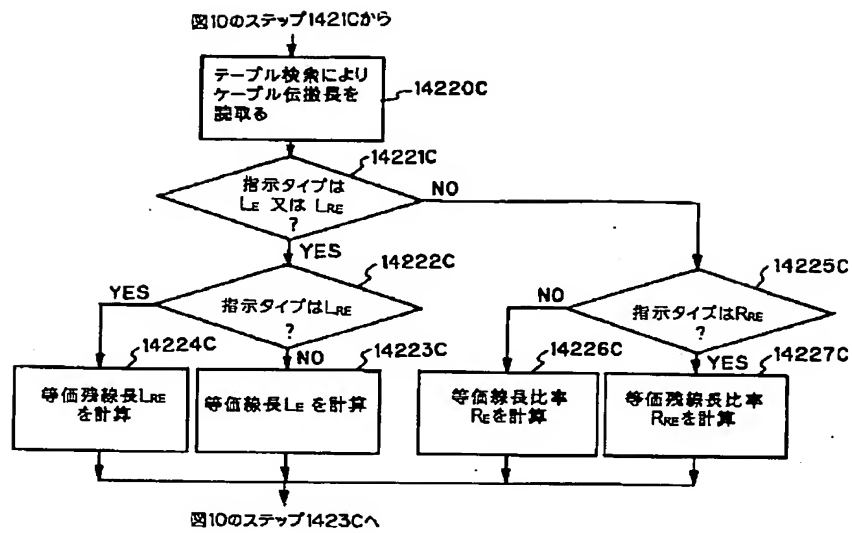 図10のステップ1421Cから
テーブル検索により
ケーブル伝搬長を
読取る
14220C
14221C
指示タイプは
LE 又は LRE
?
NO
YES
14222C
指示タイプはLRE
?
YES
NO
14225C
指示タイズはRRE
?
NO
YES
14224C
等価残線長LRE
を計算
14223C
等価線長LE を計算
14226C
等価線長比率
REを計算
14227C
等価残線長比率
RREを計算
図10のステップ1423Cへ